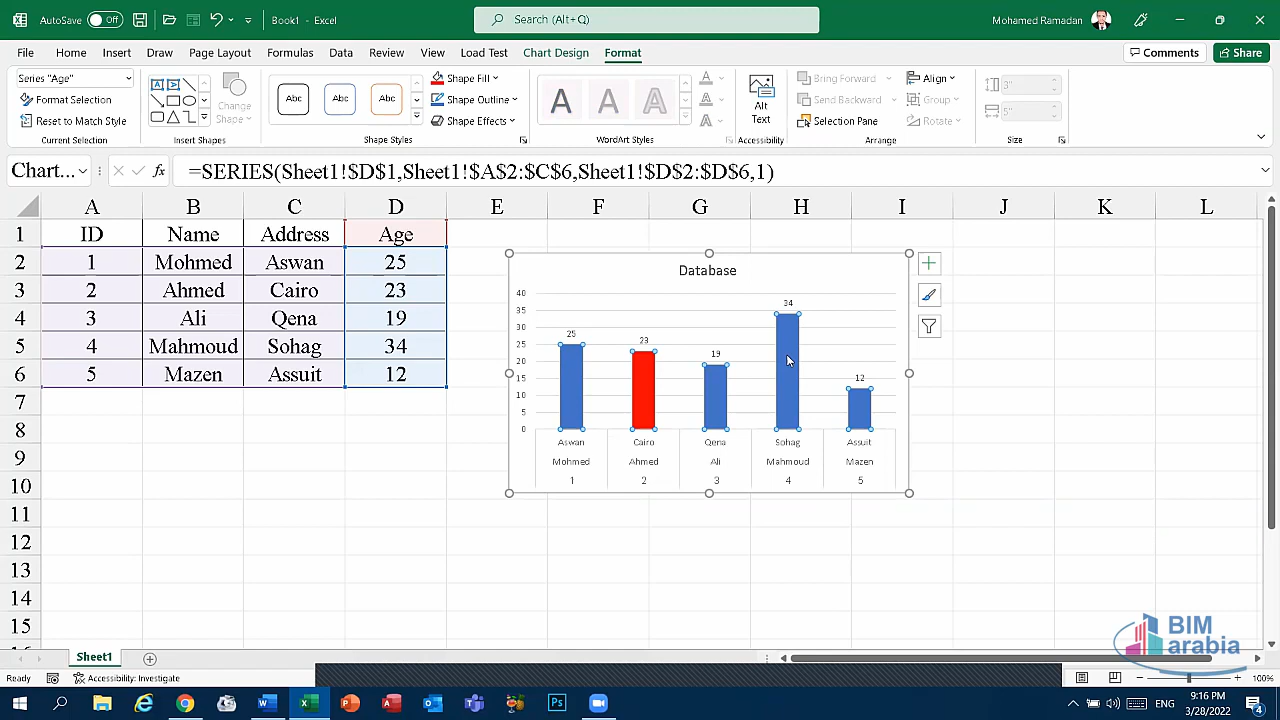 AutoSave Off Book1 - Excel Search (Alt+Q) Mohamed Ramadan
File Home Insert Draw Page Layout Formulas Data Review View Load Test Chart Design Format Comments Share
Series "Age"
Format Selection
Reset to Match Style
Current Selection
Change
Shape
Insert Shapes
Abc Abc Abc
Shape Fill
Shape Outline
Shape Effects
Shape Styles
A A A
WordArt Styles
Alt
Text
Accessibility
Bring Forward Align
Send Backward Group
Selection Pane Rotate
Arrange
3"
5"
Size
Chart... fx =SERIES(Sheet1!$D$1,Sheet1!$A$2:$C$6,Sheet1!$D$2:$D$6,1)
A B C D E F G H I J K L
1 ID Name Address Age
2 1 Mohmed Aswan 25
3 2 Ahmed Cairo 23
4 3 Ali Qena 19
5 4 Mahmoud Sohag 34
6 5 Mazen Assuit 12
7
8
9
10
11
12
13
14
15
Database
40
35
30
25
20
15
10
5
0
25 23 19 34 12
Aswan Cairo Qena Sohag Assuit
Mohmed Ahmed Ali Mahmoud Mazen
1 2 3 4 5
BIM
arabia
Sheet1
Ready Accessibility: Investigate 100%
Ps
ENG
9:16 PM
3/28/2022
4